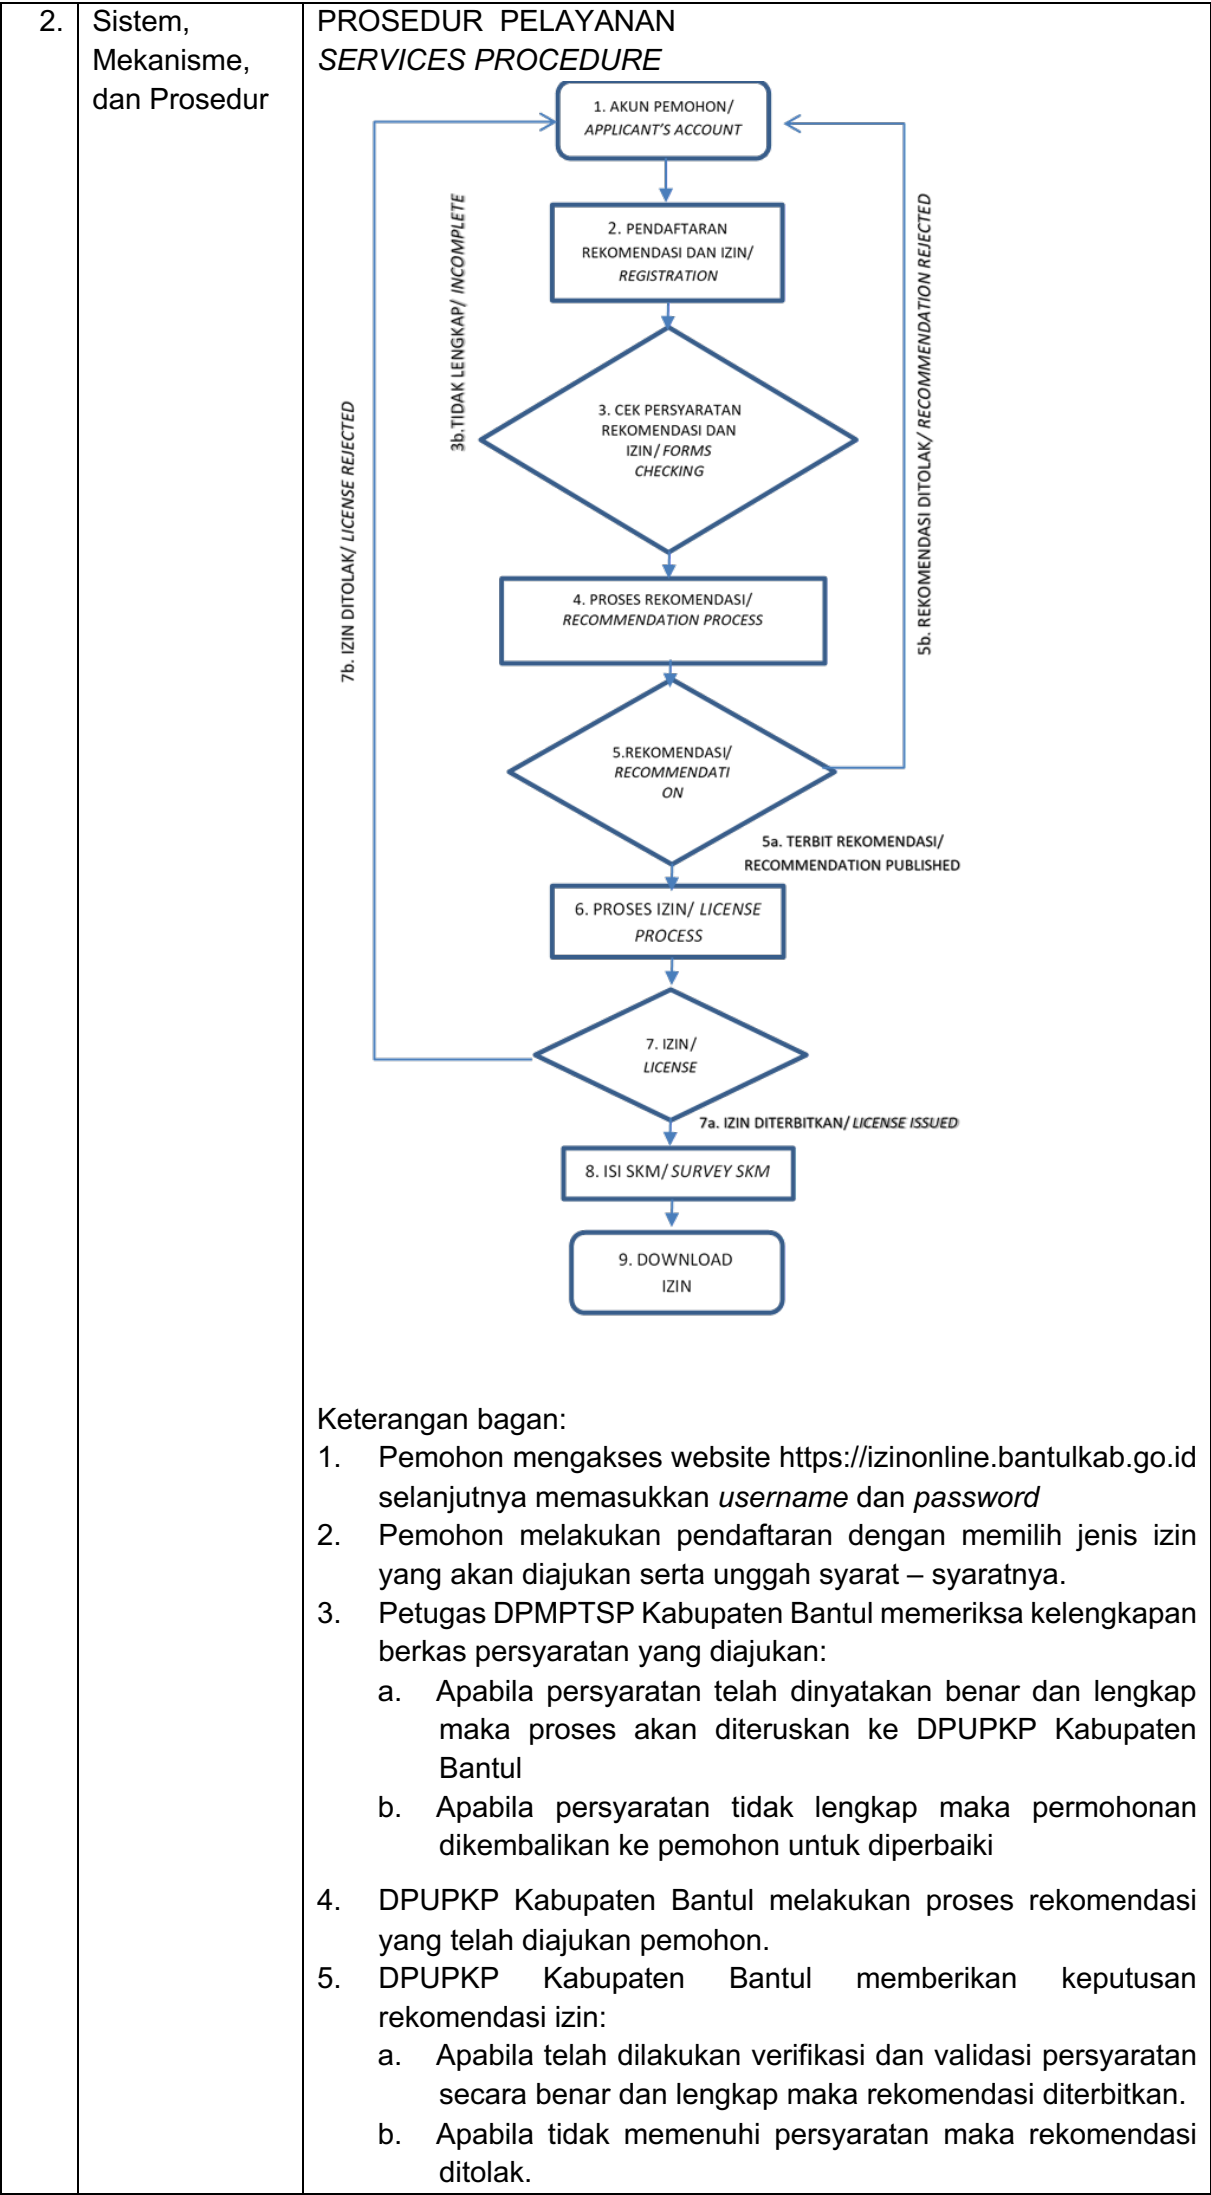 2.
Sistem,
Mekanisme,
dan Prosedur
PROSEDUR PELAYANAN
SERVICES PROCEDURE
1. AKUN PEMOHON/
APPLICANT'S ACCOUNT
2. PENDAFTARAN
REKOMENDASI DAN IZIN/
REGISTRATION
3b.TIDAK LENGKAP/ INCOMPLETE
3. CEK PERSYARATAN
REKOMENDASI DAN
IZIN/ FORMS
CHECKING
5b. REKOMENDASI DITOLAK/ RECOMMENDATION REJECTED
7b. IZIN DITOLAK/ LICENSE REJECTED
4. PROSES REKOMENDASI/
RECOMMENDATION PROCESS
5.REKOMENDASI/
RECOMMENDATI
ON
5a. TERBIT REKOMENDASI/
RECOMMENDATION PUBLISHED
6. PROSES IZIN/ LICENSE
PROCESS
7. IZIN/
LICENSE
7a. IZIN DITERBITKAN/ LICENSE ISSUED
8. ISI SKM/ SURVEY SKM
9. DOWNLOAD
IZIN
Keterangan bagan:
1. Pemohon mengakses website https://izinonline.bantulkab.go.id
selanjutnya memasukkan username dan password
2. Pemohon melakukan pendaftaran dengan memilih jenis izin
yang akan diajukan serta unggah syarat – syaratnya.
3. Petugas DPMPTSP Kabupaten Bantul memeriksa kelengkapan
berkas persyaratan yang diajukan:
a. Apabila persyaratan telah dinyatakan benar dan lengkap
maka proses akan diteruskan ke DPUPKP Kabupaten
Bantul
b. Apabila persyaratan tidak lengkap maka permohonan
dikembalikan ke pemohon untuk diperbaiki
4. DPUPKP Kabupaten Bantul melakukan proses rekomendasi
yang telah diajukan pemohon.
5. DPUPKP Kabupaten Bantul memberikan keputusan
rekomendasi izin:
a. Apabila telah dilakukan verifikasi dan validasi persyaratan
secara benar dan lengkap maka rekomendasi diterbitkan.
b. Apabila tidak memenuhi persyaratan maka rekomendasi
ditolak.